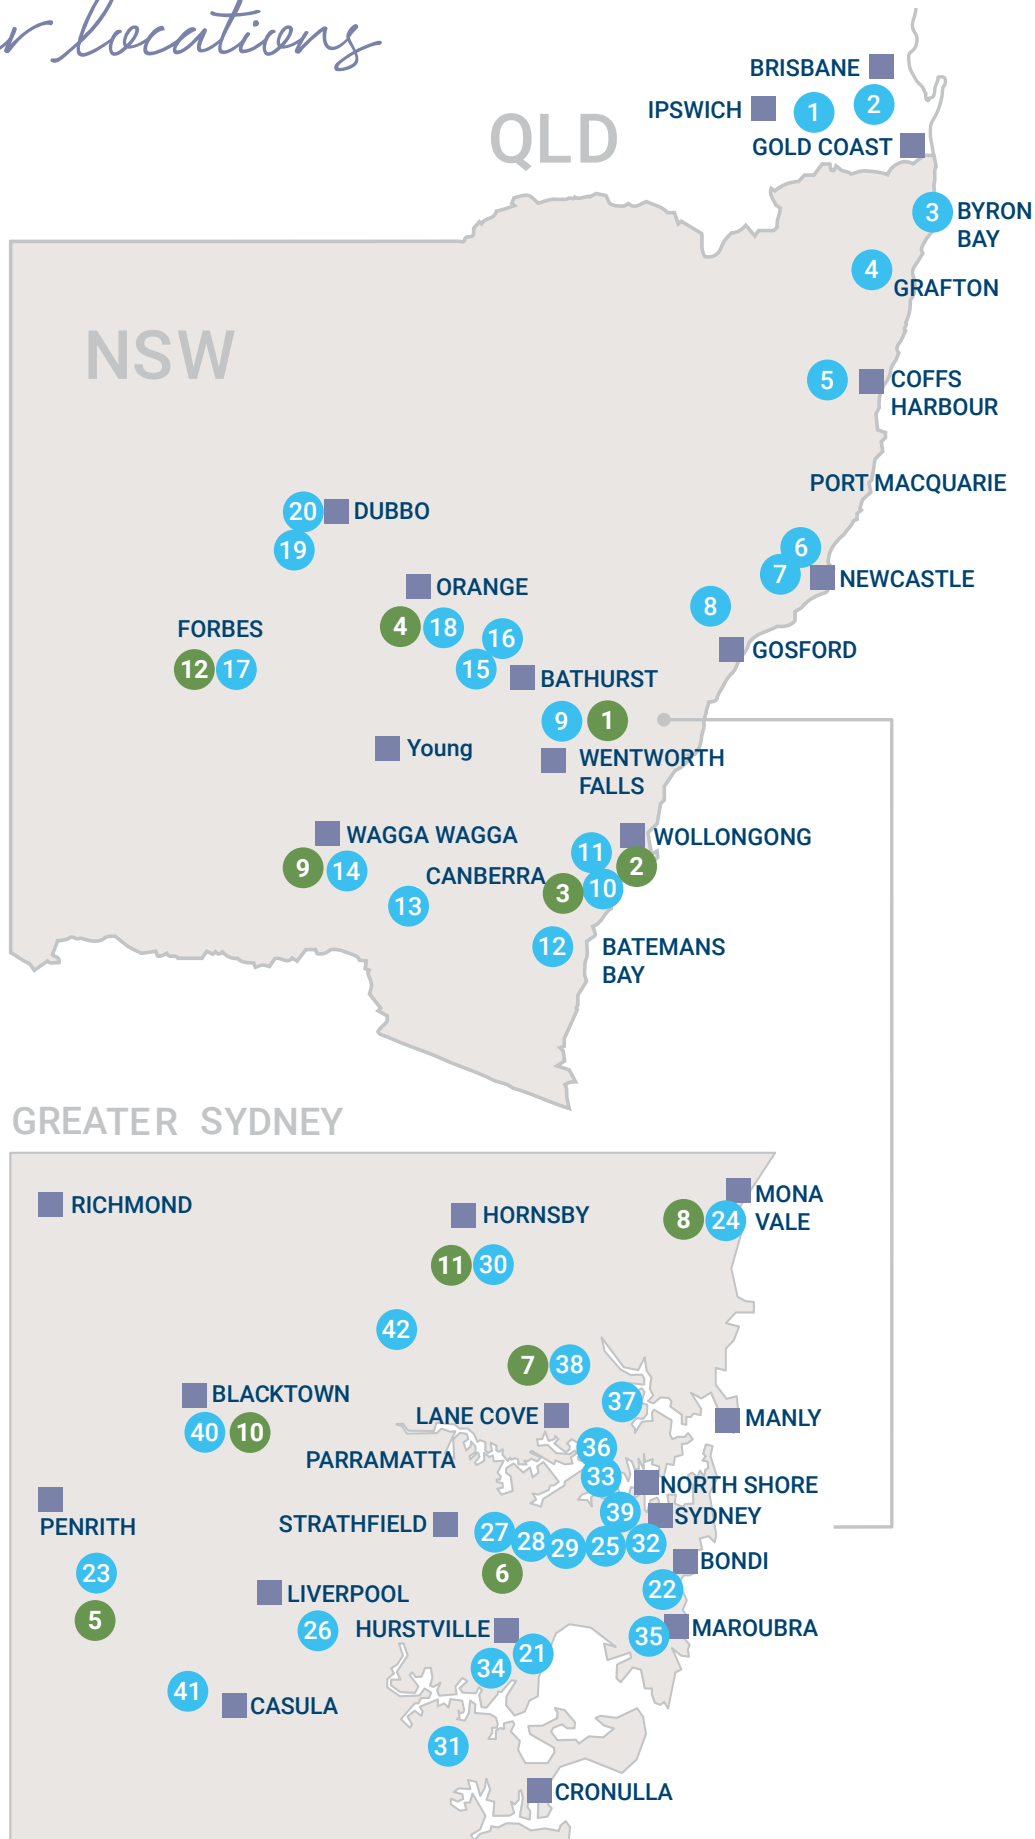 r locations
BRISBANE
IPSWICH
1
2
QLD
GOLD COAST
3
BYRON
BAY
4
GRAFTON
NSW
5
COFFS
HARBOUR
PORT MACQUARIE
20
DUBBO
19
6
7
NEWCASTLE
ORANGE
8
4
18
16
FORBES
12
17
15
GOSFORD
BATHURST
9
1
Young
WENTWORTH
FALLS
WAGGA WAGGA
WOLLONGONG
11
9
14
2
CANBERRA
3
10
13
12
BATEMANS
BAY
GREATER SYDNEY
RICHMOND
HORNSBY
MONA
VALE
8
24
11
30
42
7
38
BLACKTOWN
37
LANE COVE
MANLY
40
10
36
PARRAMATTA
33
NORTH SHORE
39
SYDNEY
PENRITH
STRATHFIELD
27
28
29
25
32
BONDI
23
6
22
LIVERPOOL
5
26
HURSTVILLE
35
MAROUBRA
21
34
41
CASULA
31
CRONULLA